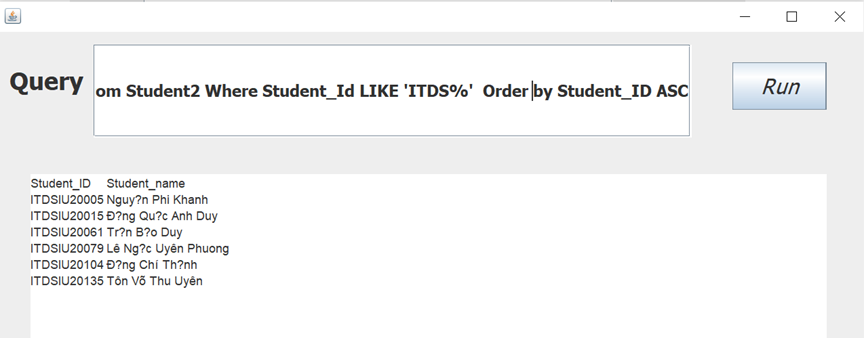 Query
om Student2 Where Student_Id LIKE 'ITDS%'  Order by Student_ID ASC
Run
Student_ID Student_name
ITDSIU20005 Nguy?n Phi Khanh
ITDSIU20015 Đ?ng Qu?c Anh Duy
ITDSIU20061 Tr?n B?o Duy
ITDSIU20079 Lê Ng?c Uyên Phuong
ITDSIU20104 Đ?ng Chí Th?nh
ITDSIU20135 Tôn Võ Thu Uyên